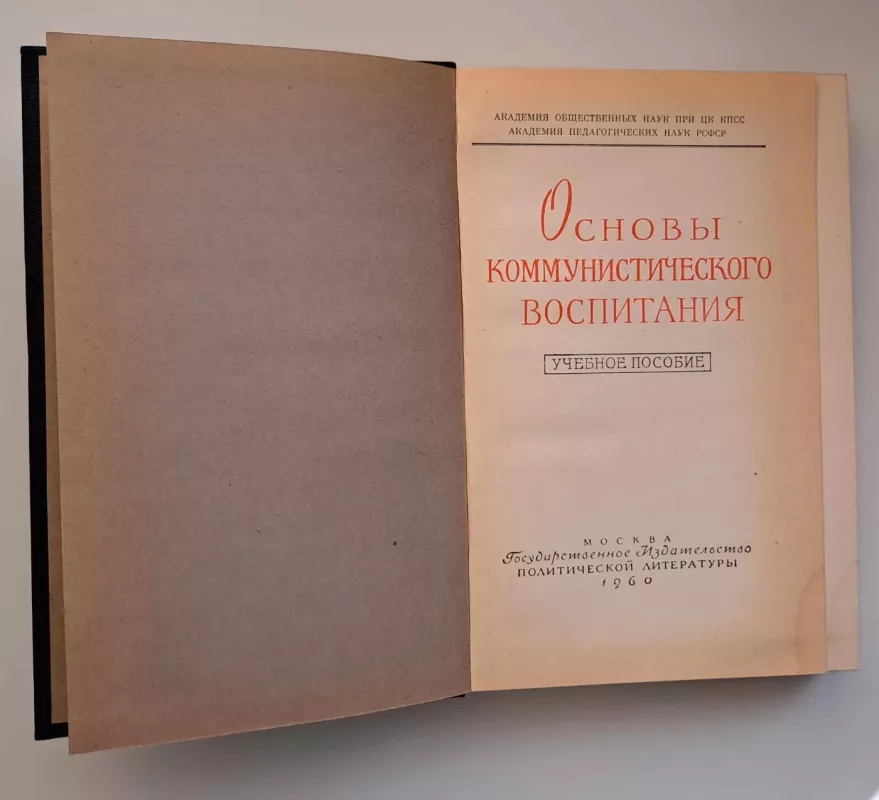 АКАДЕМИЯ ОБЩЕСТВЕННЫХ НАУК ПРИ ЦК КПСС
АКАДЕМИЯ ПЕДАГОГИЧЕСКИХ НАУК РСФСР
ОСНОВЫ
КОММУНИСТИЧЕСКОГО
ВОСПИТАНИЯ
УЧЕБНОЕ ПОСОБИЕ
МОСКВА
Государственное Издательство
ПОЛИТИЧЕСКОЙ ЛИТЕРАТУРЫ
1960